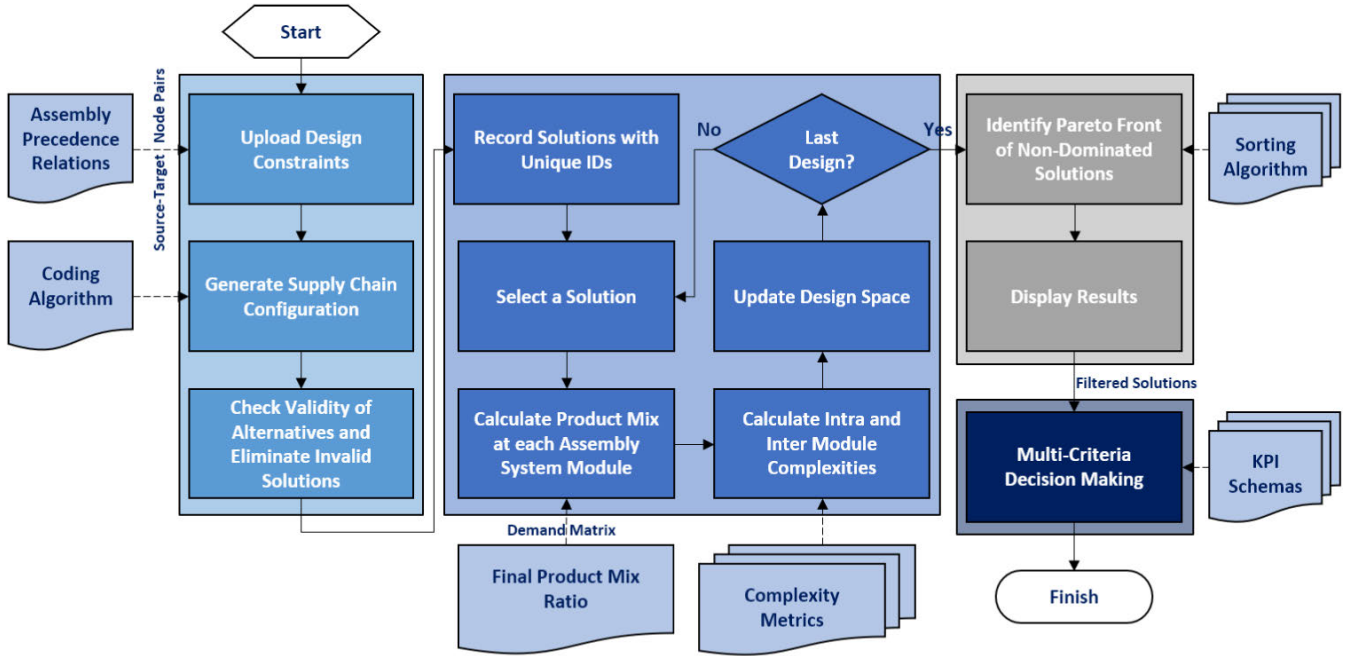 Start
Assembly
Precedence
Relations
Source-Target Node Pairs
Upload Design
Constraints
Coding
Algorithm
Generate Supply Chain
Configuration
Check Validity of
Alternatives and
Eliminate Invalid
Solutions
Record Solutions with
Unique IDs
Select a Solution
Calculate Product Mix
at each Assembly
System Module
Demand Matrix
Final Product Mix
Ratio
Calculate Intra and
Inter Module
Complexities
Complexity
Metrics
Update Design Space
Last
Design?
No
Yes
Identify Pareto Front
of Non-Dominated
Solutions
Sorting
Algorithm
Display Results
Filtered Solutions
Multi-Criteria
Decision Making
KPI
Schemas
Finish